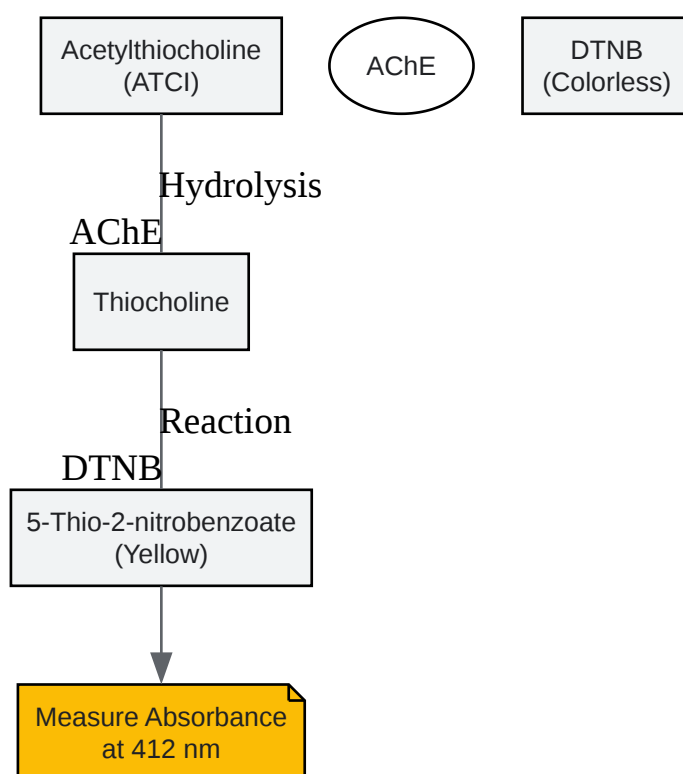 Acetylthiocholine
(ATCI)
AChE
DTNB
(Colorless)
Hydrolysis
AChE
Thiocholine
Reaction
DTNB
5-Thio-2-nitrobenzoate
(Yellow)
Measure Absorbance
at 412 nm